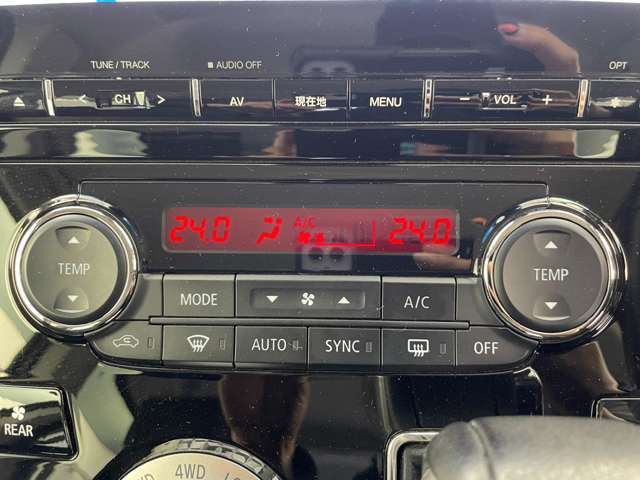 TUNE / TRACK AUDIO OFF OPT
CH AV 現在地 MENU VOL
24.0 A/C 24.0
TEMP TEMP
MODE A/C
AUTO SYNC OFF
REAR
4WD